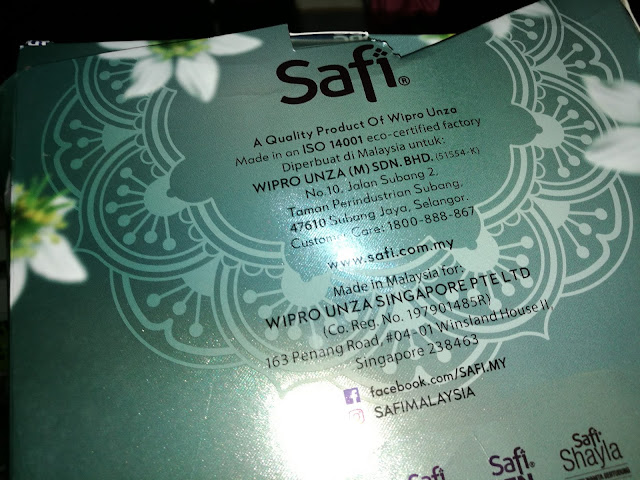 Safi®
A Quality Product Of Wipro Unza
Made in an ISO 14001 eco-certified factory
Diperbuat di Malaysia untuk:
WIPRO UNZA (M) SDN. BHD. (51554-K)
No.10, Jalan Subang 2,
Taman Perindustrian Subang,
47610 Subang Jaya, Selangor.
Customer Care: 1800-888-867
www.safi.com.my
Made in Malaysia for:
WIPRO UNZA SINGAPORE PTE LTD
(Co. Reg. No. 197901485R)
163 Penang Road, #04-01 Winsland House II,
Singapore 238463
facebook.com/SAFI.MY
SAFIMALAYSIA
Safi
Safi®
Safi
Shayla